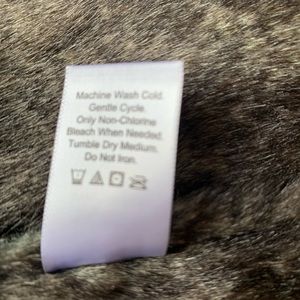 Machine Wash Cold.
Gentle Cycle.
Only Non-Chlorine
Bleach When Needed.
Tumble Dry Medium.
Do Not Iron.